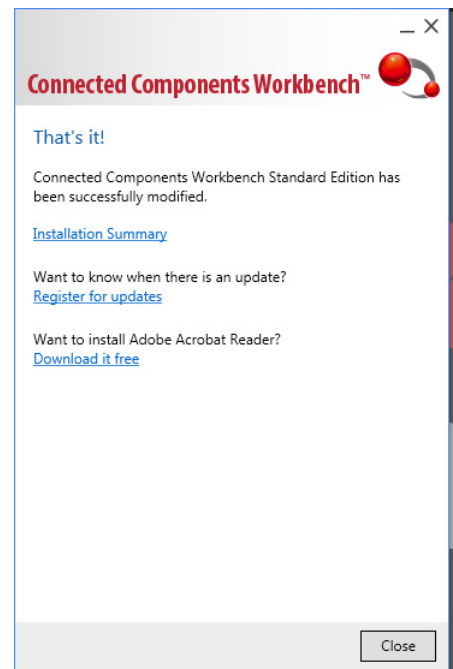 Connected Components Workbench™
That's it!
Connected Components Workbench Standard Edition has
been successfully modified.
Installation Summary
Want to know when there is an update?
Register for updates
Want to install Adobe Acrobat Reader?
Download it free
Close